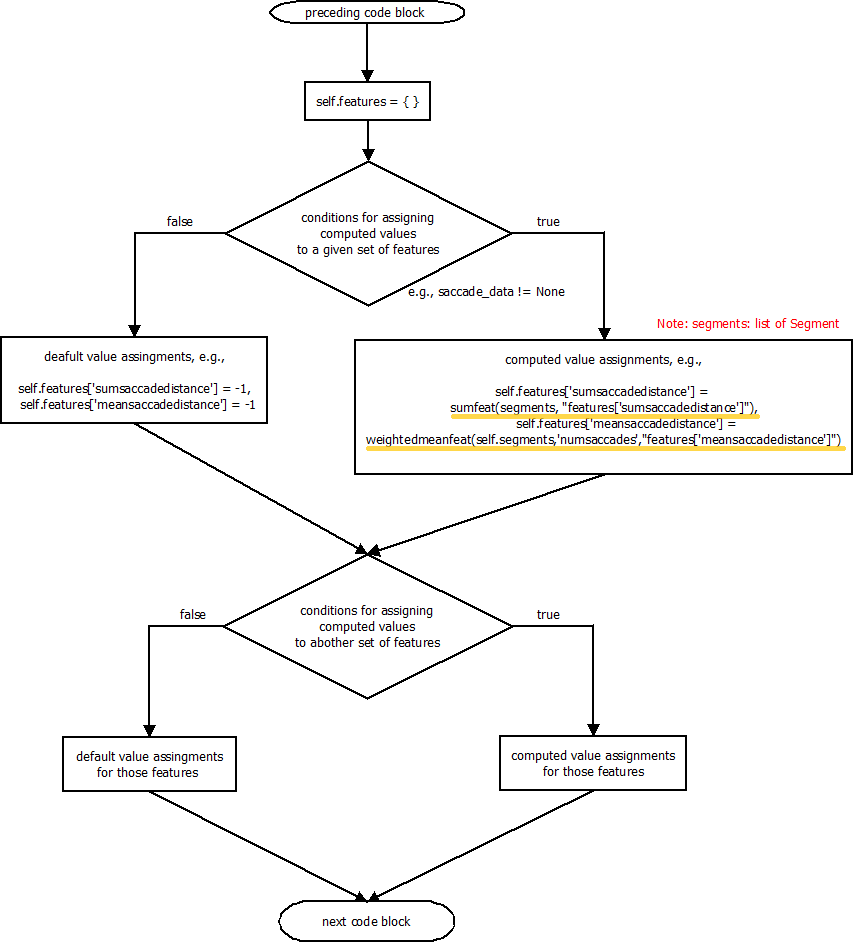 preceding code block
self.features = { }
conditions for assigning
computed values
to a given set of features
false
true
e.g., saccade_data != None
Note: segments: list of Segment
deafult value assingments, e.g.,
self.features['sumsaccadedistance'] = -1,
self.features['meansaccadedistance'] = -1
computed value assignments, e.g.,
self.features['sumsaccadedistance'] =
sumfeat(segments, "features['sumsaccadedistance']"),
self.features['meansaccadedistance'] =
weightedmeanfeat(self.segments,'numsaccades',"features['meansaccadedistance']")
conditions for assigning
computed values
to abother set of features
false
true
default value assingments
for those features
computed value assignments
for those features
next code block